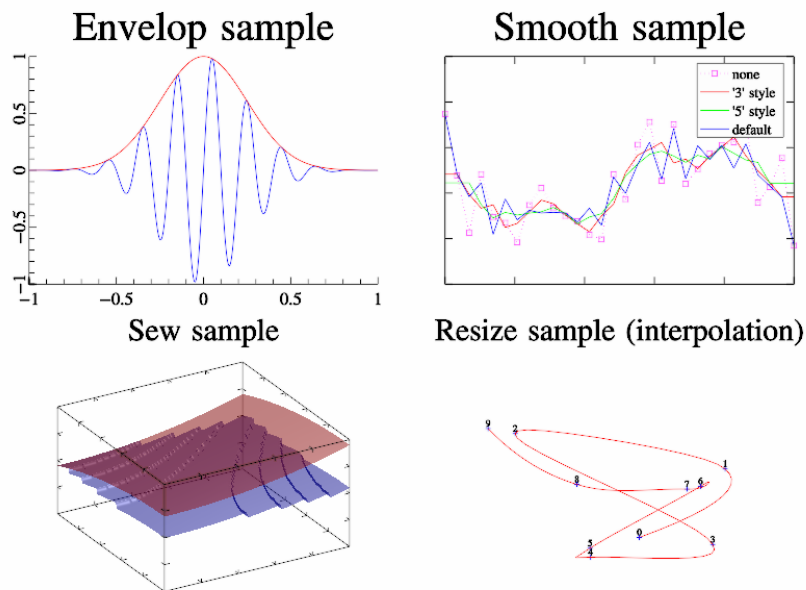 Envelop sample
Smooth sample
1
0.5
0
−0.5
−1
−1 −0.5 0 0.5 1
none
'3' style
'5' style
default
Sew sample
Resize sample (interpolation)
9
2
1
8
7
6
0
5
4
3